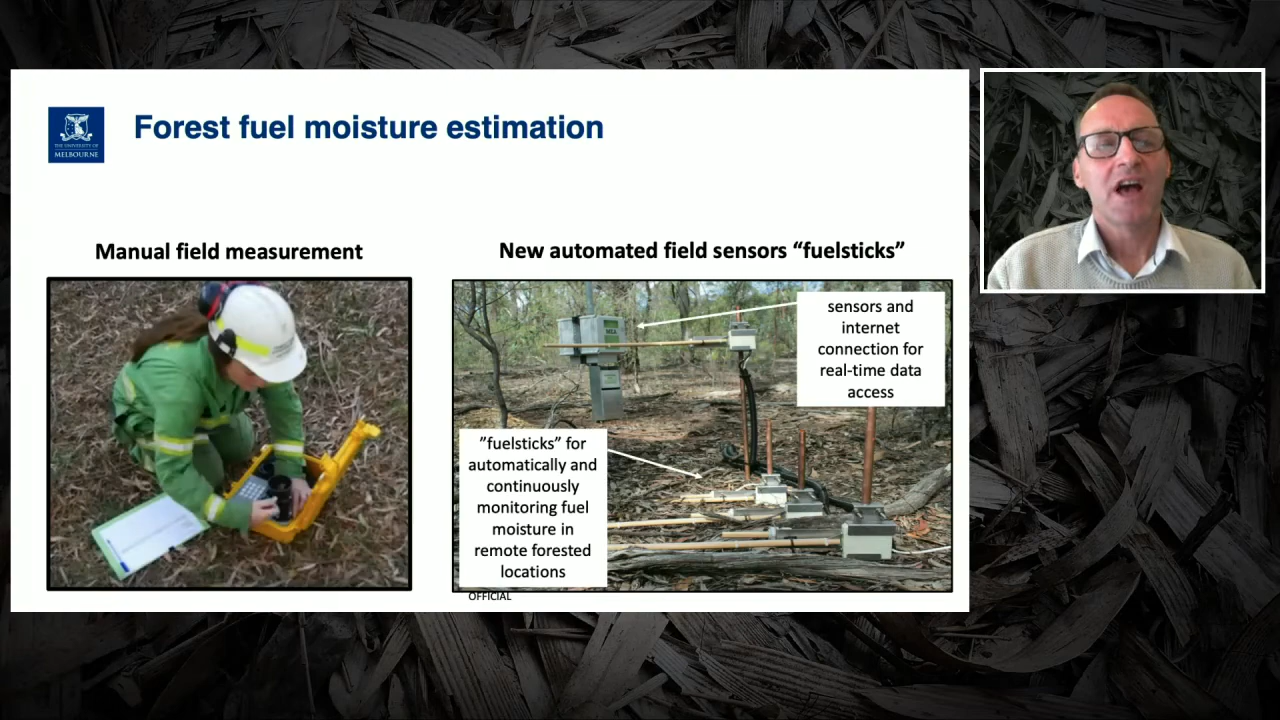 Forest fuel moisture estimation
THE UNIVERSITY OF
MELBOURNE
Manual field measurement
New automated field sensors “fuelsticks”
sensors and
internet
connection for
real-time data
access
”fuelsticks” for
automatically and
continuously
monitoring fuel
moisture in
remote forested
locations
OFFICIAL